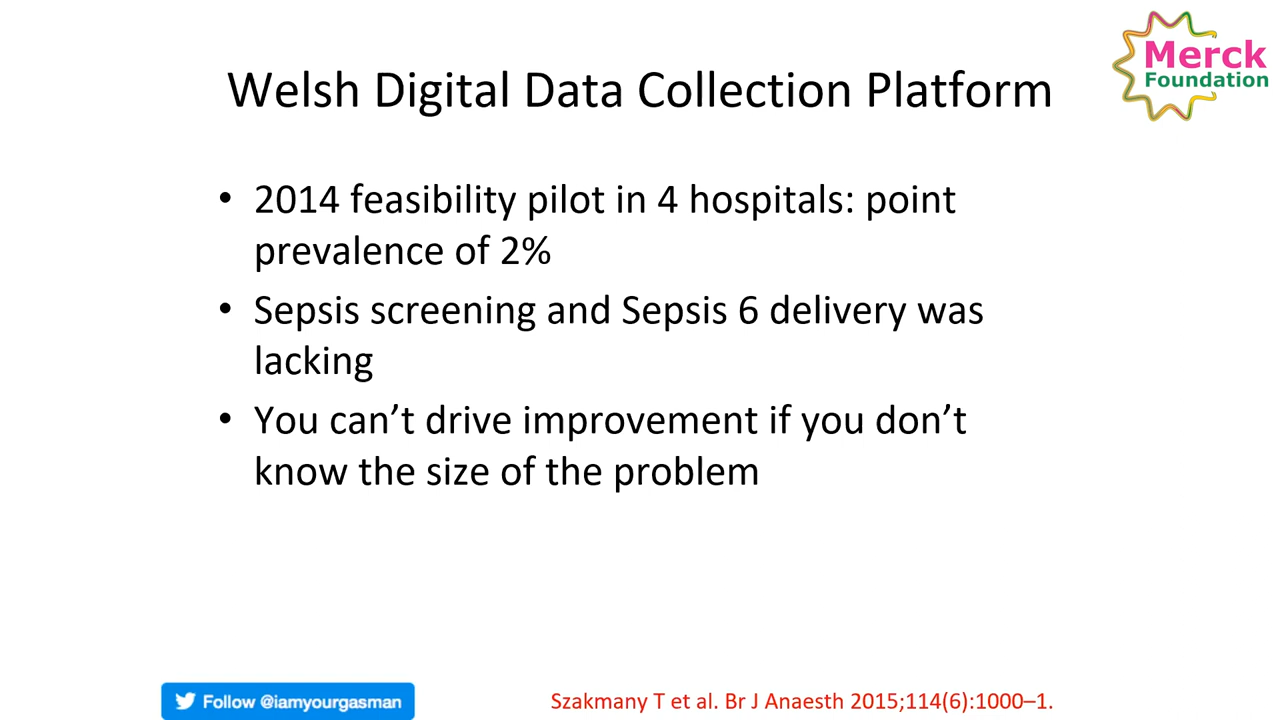 Welsh Digital Data Collection Platform
Merck
Foundation
• 2014 feasibility pilot in 4 hospitals: point
prevalence of 2%
• Sepsis screening and Sepsis 6 delivery was
lacking
• You can’t drive improvement if you don’t
know the size of the problem
Follow @iamyourgasman
Szakmany T et al. Br J Anaesth 2015;114(6):1000–1.